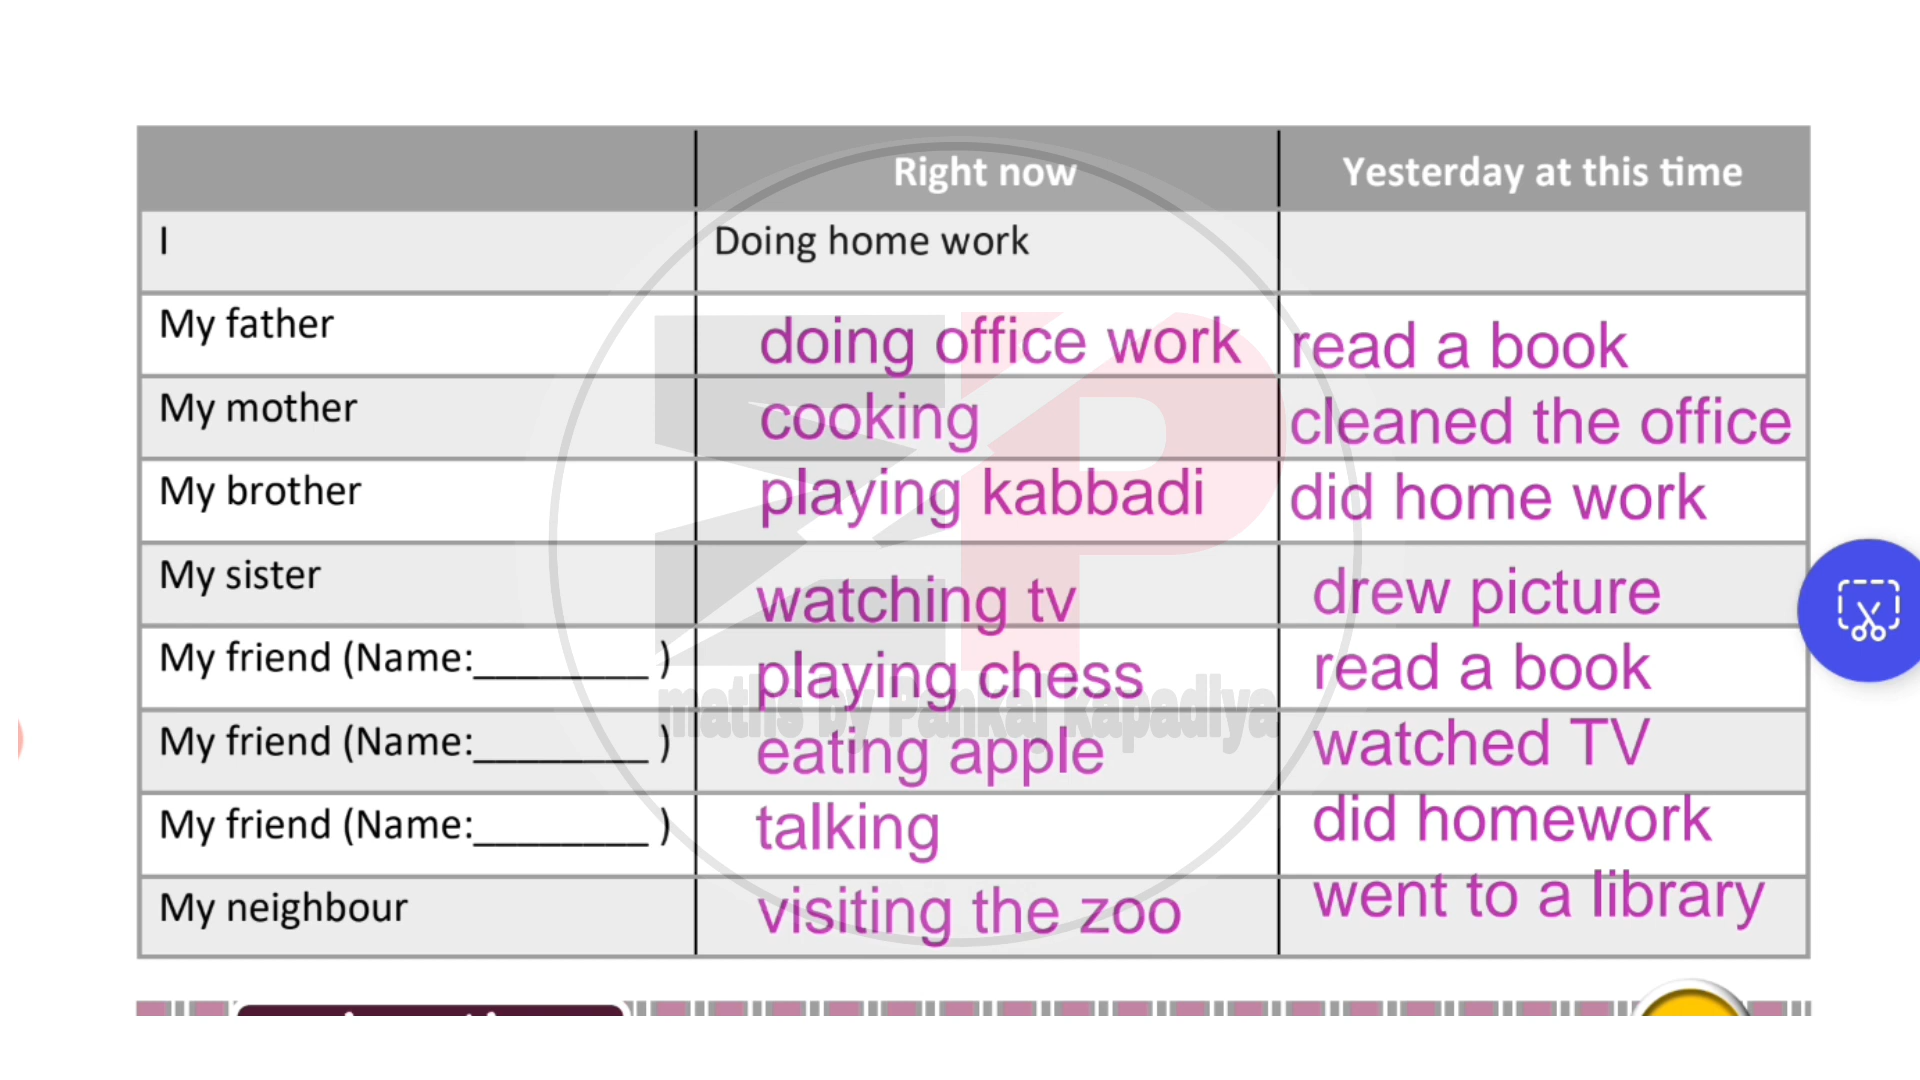 Right now Yesterday at this time
I Doing home work
My father doing office work read a book
My mother cooking cleaned the office
My brother playing kabbadi did home work
My sister watching tv drew picture
My friend (Name:________ ) playing chess read a book
My friend (Name:________ ) eating apple watched TV
My friend (Name:________ ) talking did homework
My neighbour visiting the zoo went to a library
maths by Pankaj Kapadiya